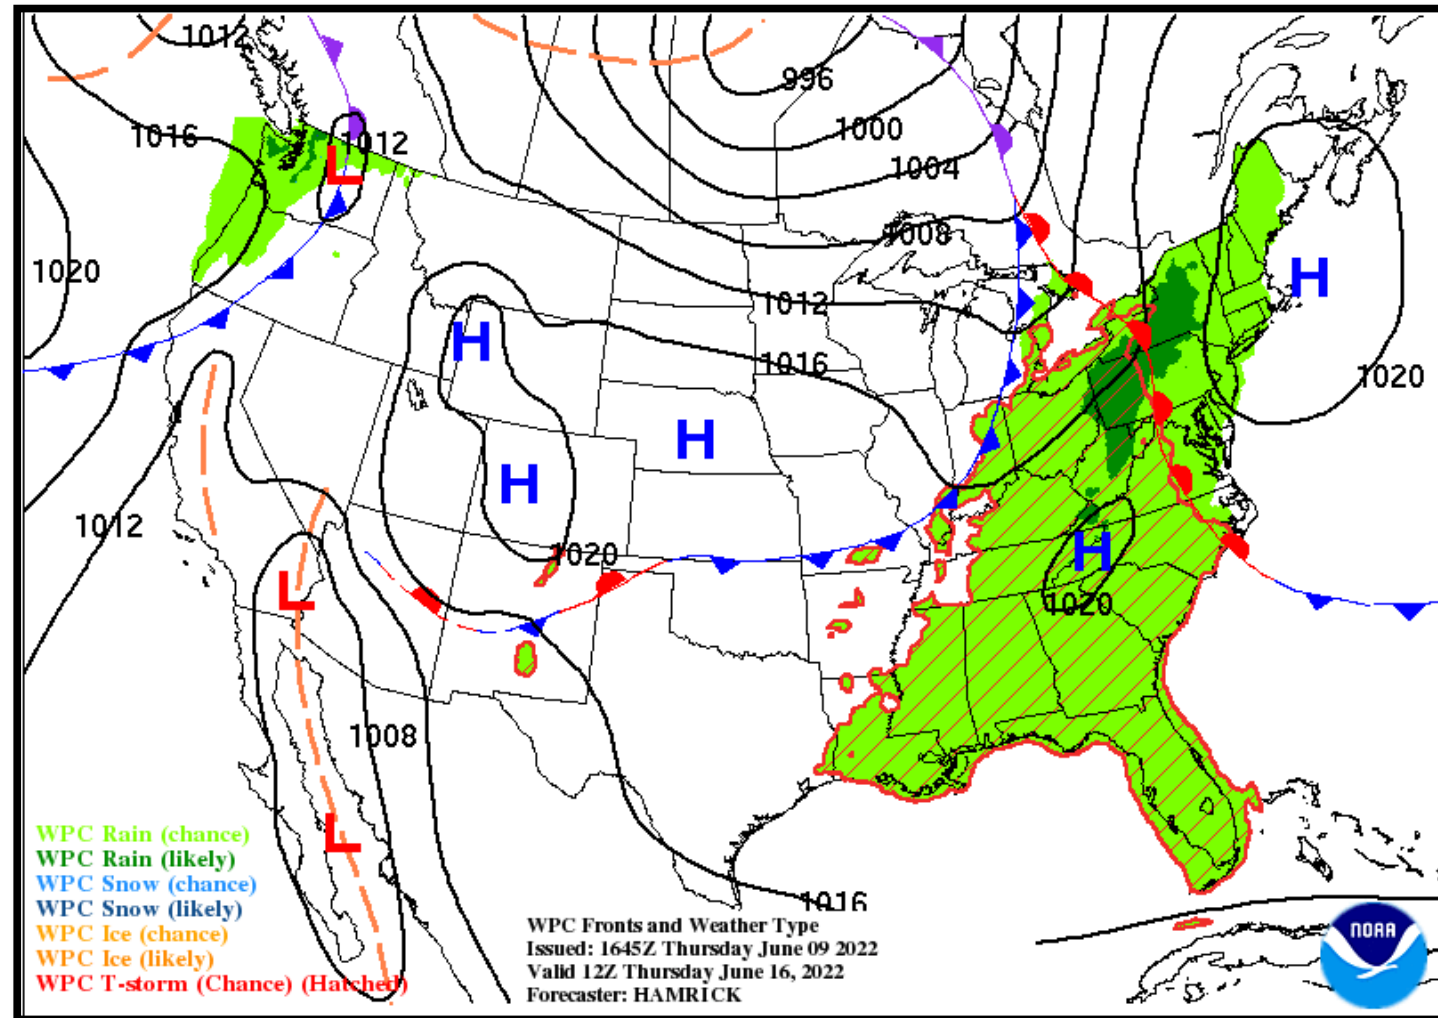 1012
996
1016
1012
1000
1004
L
1008
1020
H
1012
H
1016
1020
H
H
1012
1020
H
L
1020
1008
L
1016
WPC Rain (chance)
WPC Rain (likely)
WPC Snow (chance)
WPC Snow (likely)
WPC Ice (chance)
WPC Ice (likely)
WPC T-storm (Chance) (Hatched)
WPC Fronts and Weather Type
Issued: 1645Z Thursday June 09 2022
Valid 12Z Thursday June 16, 2022
Forecaster: HAMRICK
NOAA